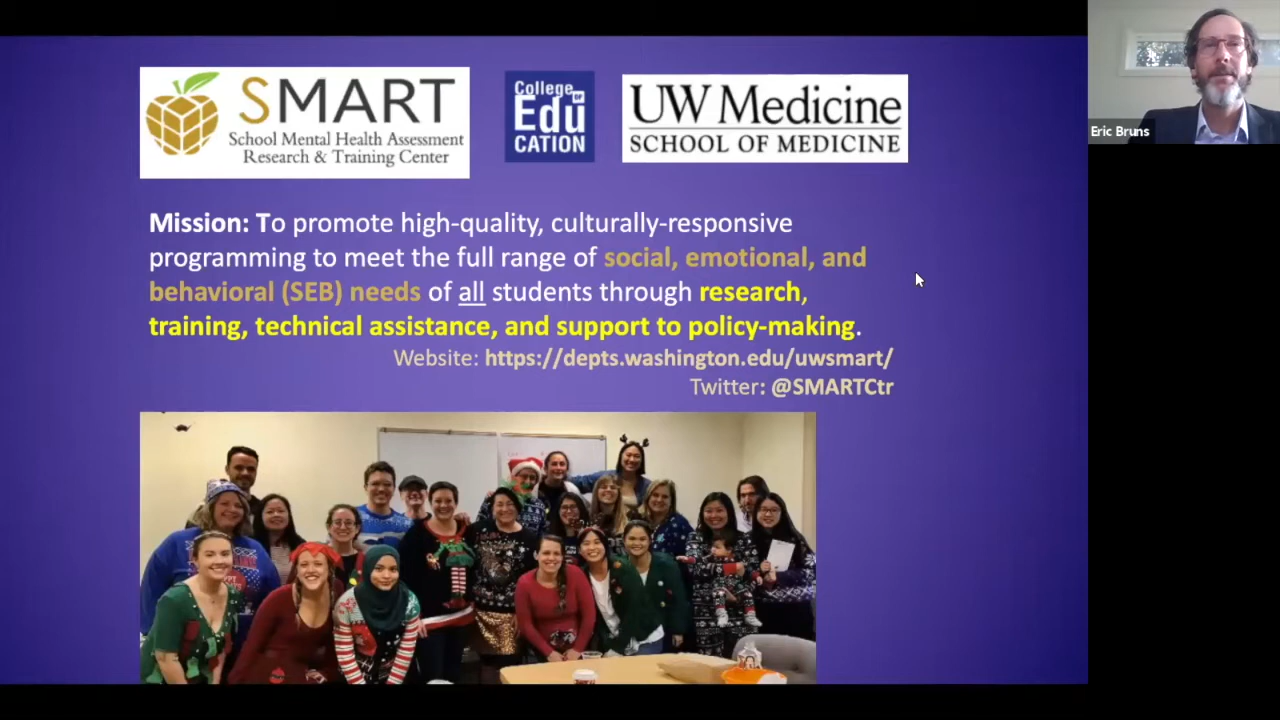 SMART
School Mental Health Assessment
Research & Training Center
College
OF
Edu
CATION
UW Medicine
SCHOOL OF MEDICINE
Eric Bruns
Mission: To promote high-quality, culturally-responsive
programming to meet the full range of social, emotional, and
behavioral (SEB) needs of all students through research,
training, technical assistance, and support to policy-making.
Website: https://depts.washington.edu/uwsmart/
Twitter: @SMARTCtr